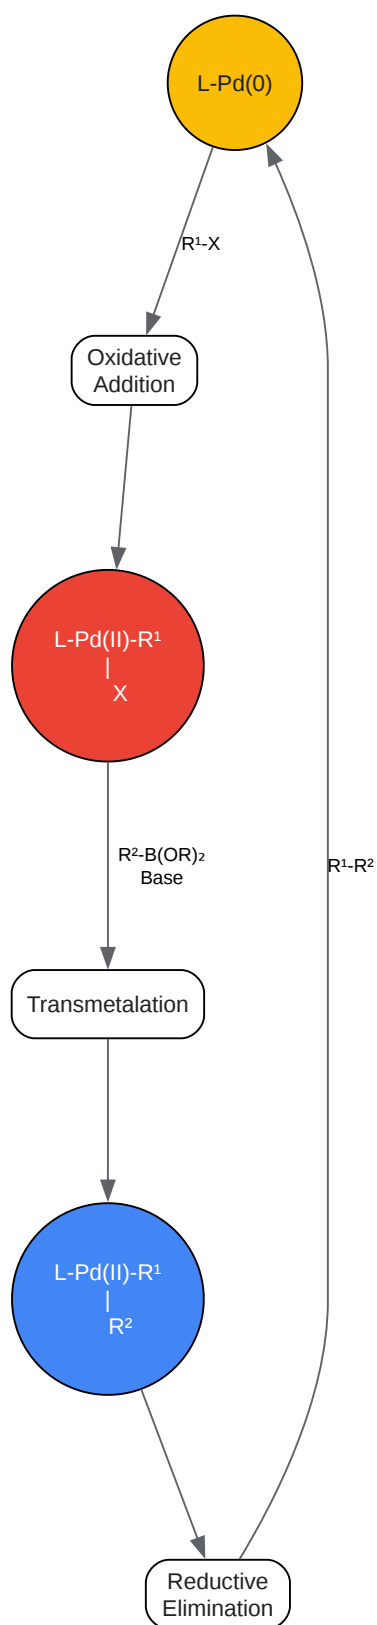 L-Pd(0)
R¹-X
Oxidative
Addition
L-Pd(II)-R¹
|
X
R²-B(OR)₂
Base
R¹-R²
Transmetalation
L-Pd(II)-R¹
|
R²
Reductive
Elimination